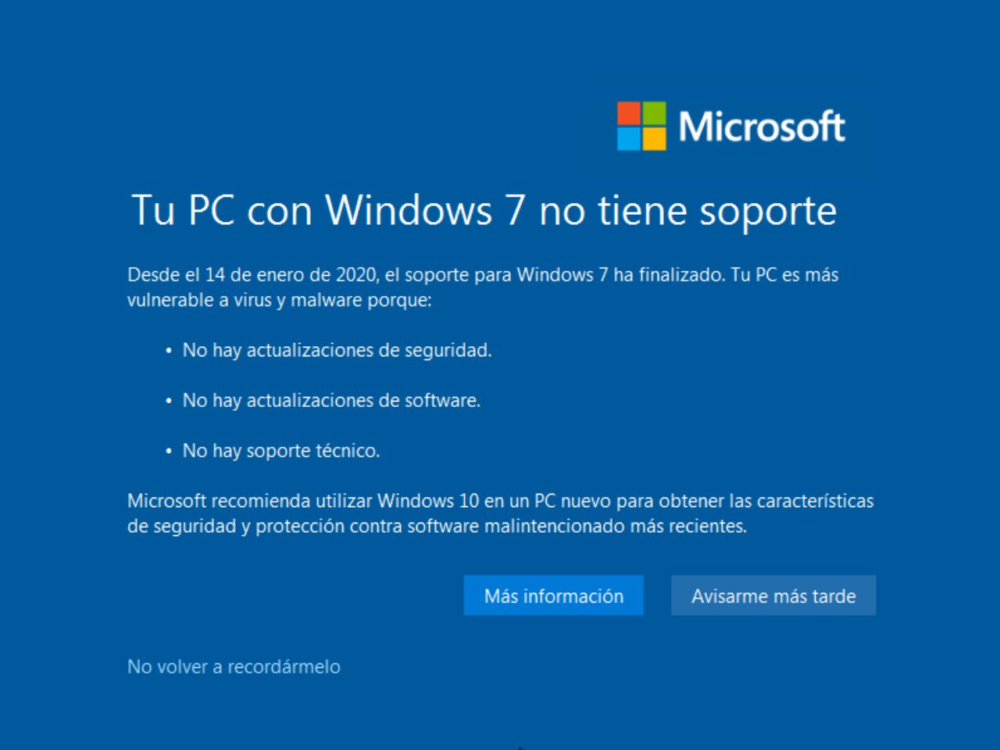 Microsoft
Tu PC con Windows 7 no tiene soporte
Desde el 14 de enero de 2020, el soporte para Windows 7 ha finalizado. Tu PC es más
vulnerable a virus y malware porque:
• No hay actualizaciones de seguridad.
• No hay actualizaciones de software.
• No hay soporte técnico.
Microsoft recomienda utilizar Windows 10 en un PC nuevo para obtener las características
de seguridad y protección contra software malintencionado más recientes.
Más información
Avisarme más tarde
No volver a recordármelo